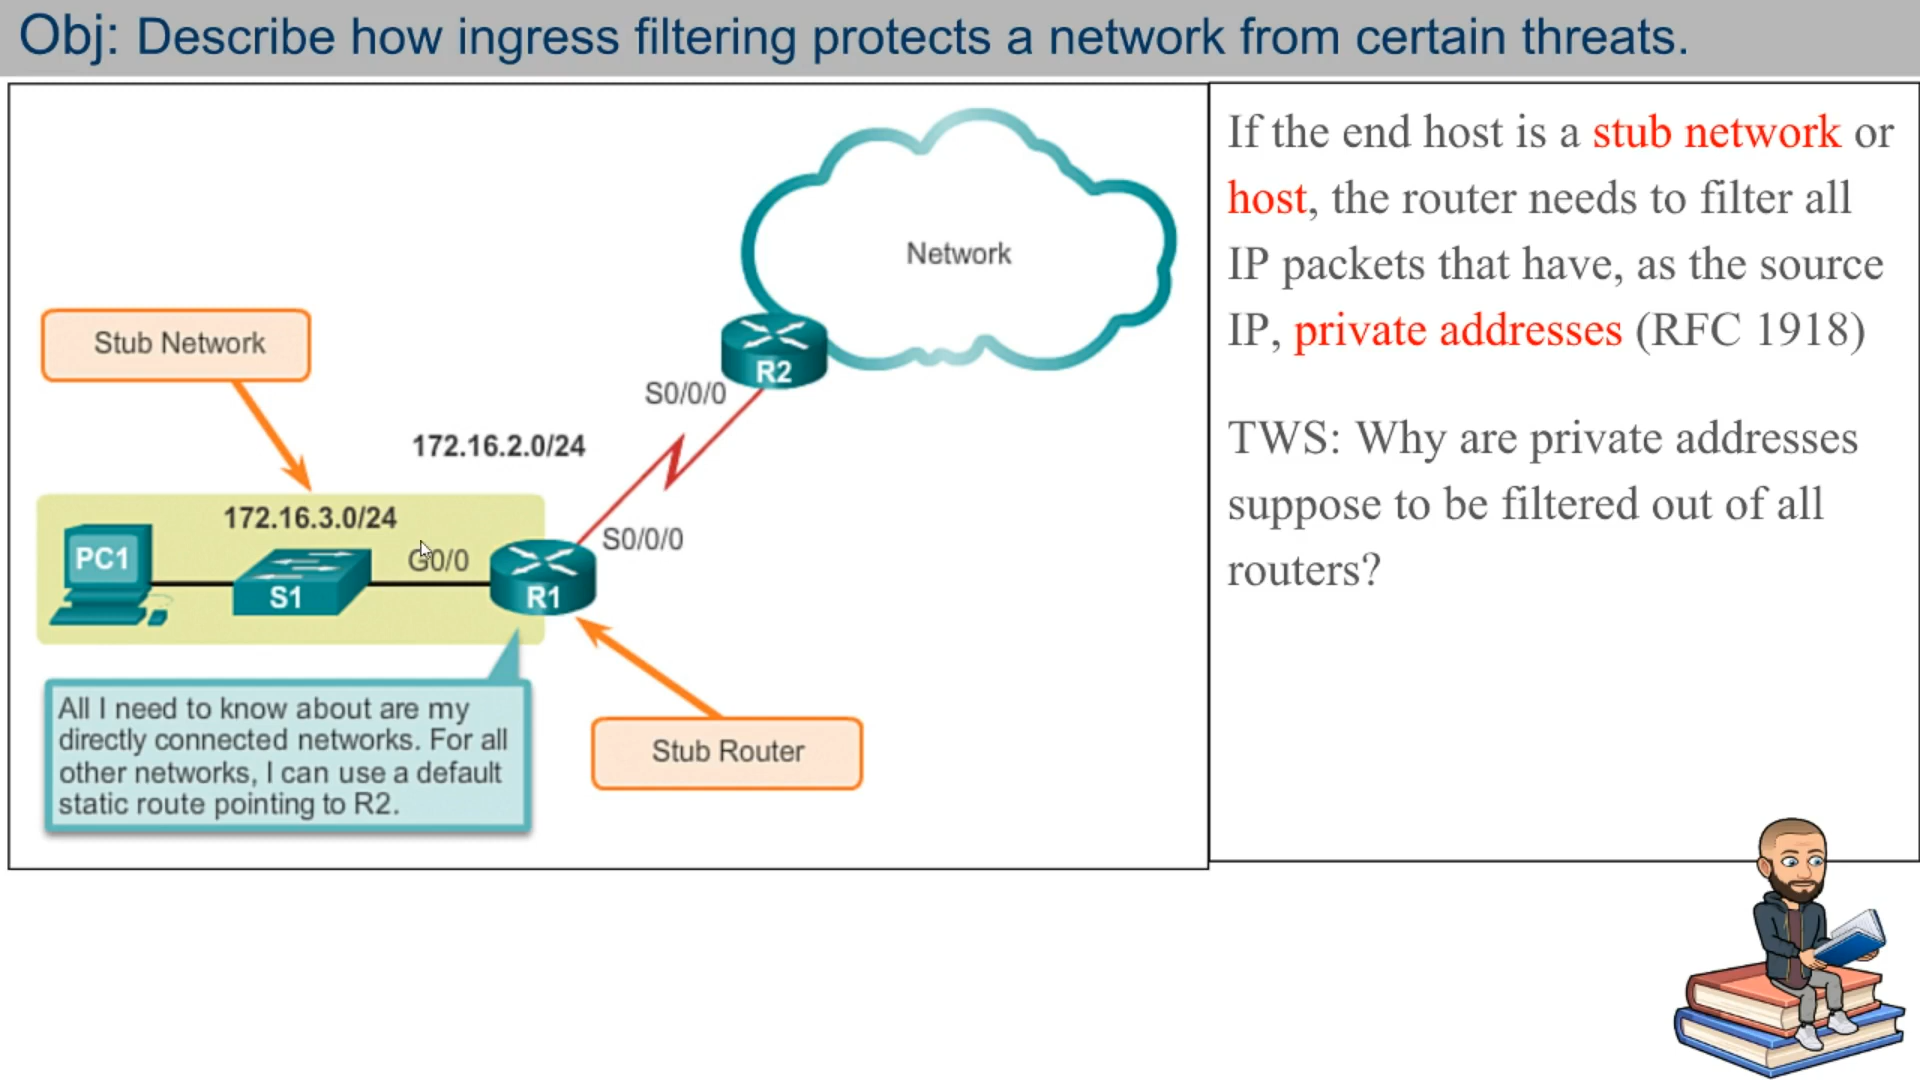 Obj: Describe how ingress filtering protects a network from certain threats.
Network
Stub Network
R2
S0/0/0
172.16.2.0/24
172.16.3.0/24
S0/0/0
PC1
G0/0
S1
R1
All I need to know about are my
directly connected networks. For all
other networks, I can use a default
static route pointing to R2.
Stub Router
If the end host is a stub network or
host, the router needs to filter all
IP packets that have, as the source
IP, private addresses (RFC 1918)
TWS: Why are private addresses
suppose to be filtered out of all
routers?